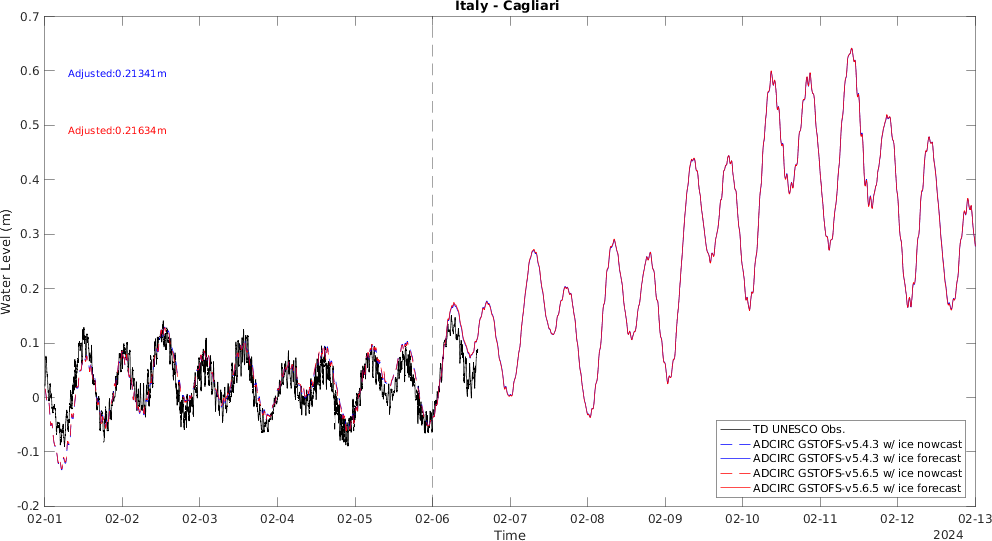 Italy - Cagliari
0.7
0.6
0.5
0.4
0.3
0.2
0.1
0
-0.1
-0.2
Water Level (m)
Adjusted:0.21341m
Adjusted:0.21634m
TD UNESCO Obs.
ADCIRC GSTOFS-v5.4.3 w/ ice nowcast
ADCIRC GSTOFS-v5.4.3 w/ ice forecast
ADCIRC GSTOFS-v5.6.5 w/ ice nowcast
ADCIRC GSTOFS-v5.6.5 w/ ice forecast
02-01 02-02 02-03 02-04 02-05 02-06 02-07 02-08 02-09 02-10 02-11 02-12 02-13
Time
2024